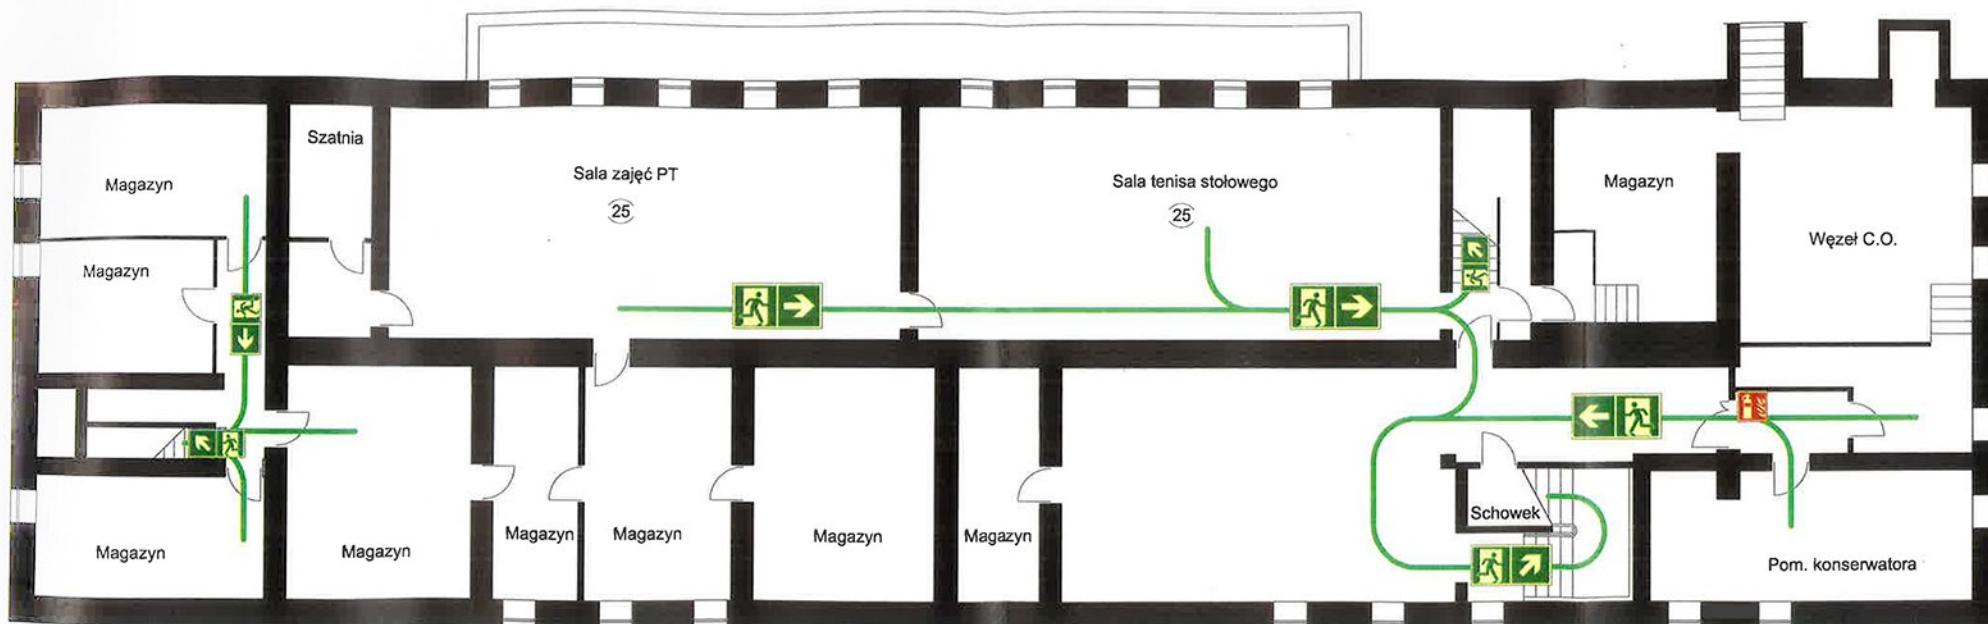 Szatnia
Sala zajęć PT
25
Sala tenisa stołowego
25
Magazyn
Magazyn
Magazyn
Węzeł C.O.
Magazyn
Magazyn
Magazyn
Magazyn
Magazyn
Magazyn
Magazyn
Schowek
Pom. konserwatora